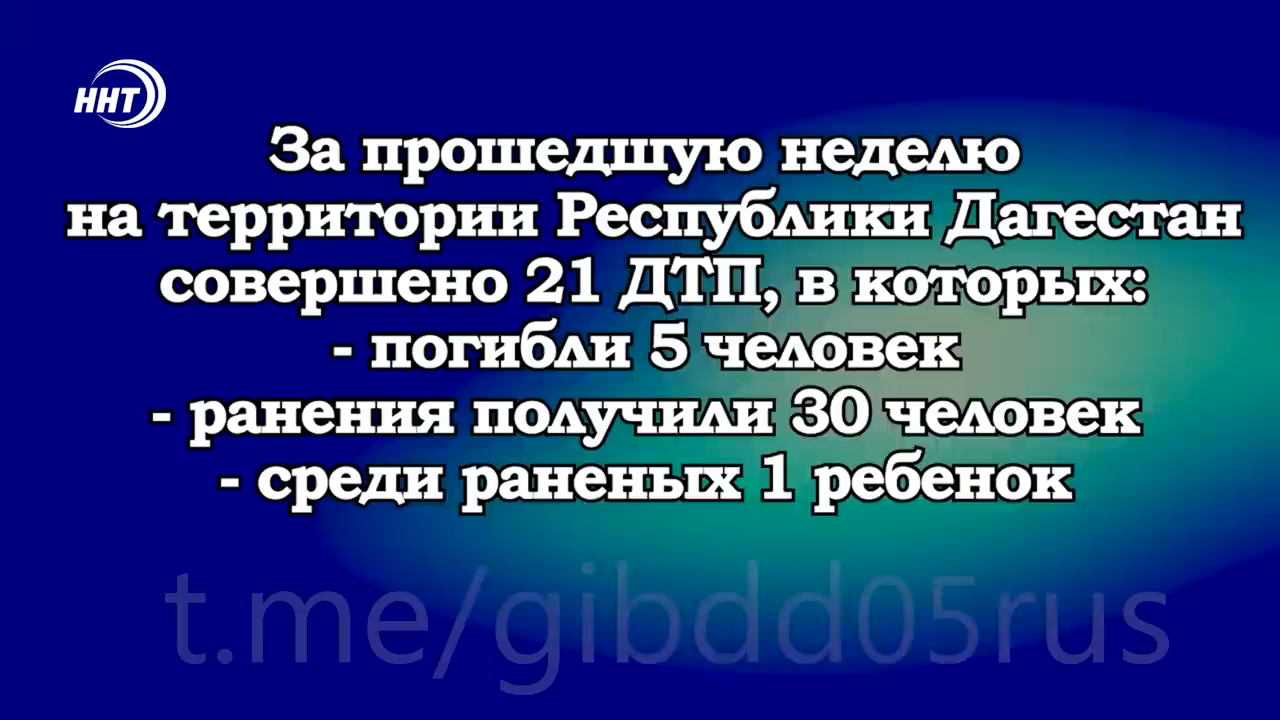 ННТ
За прошедшую неделю
на территории Республики Дагестан
совершено 21 ДТП, в которых:
- погибли 5 человек
- ранения получили 30 человек
- среди раненых 1 ребенок
t.me/gibdd05rus